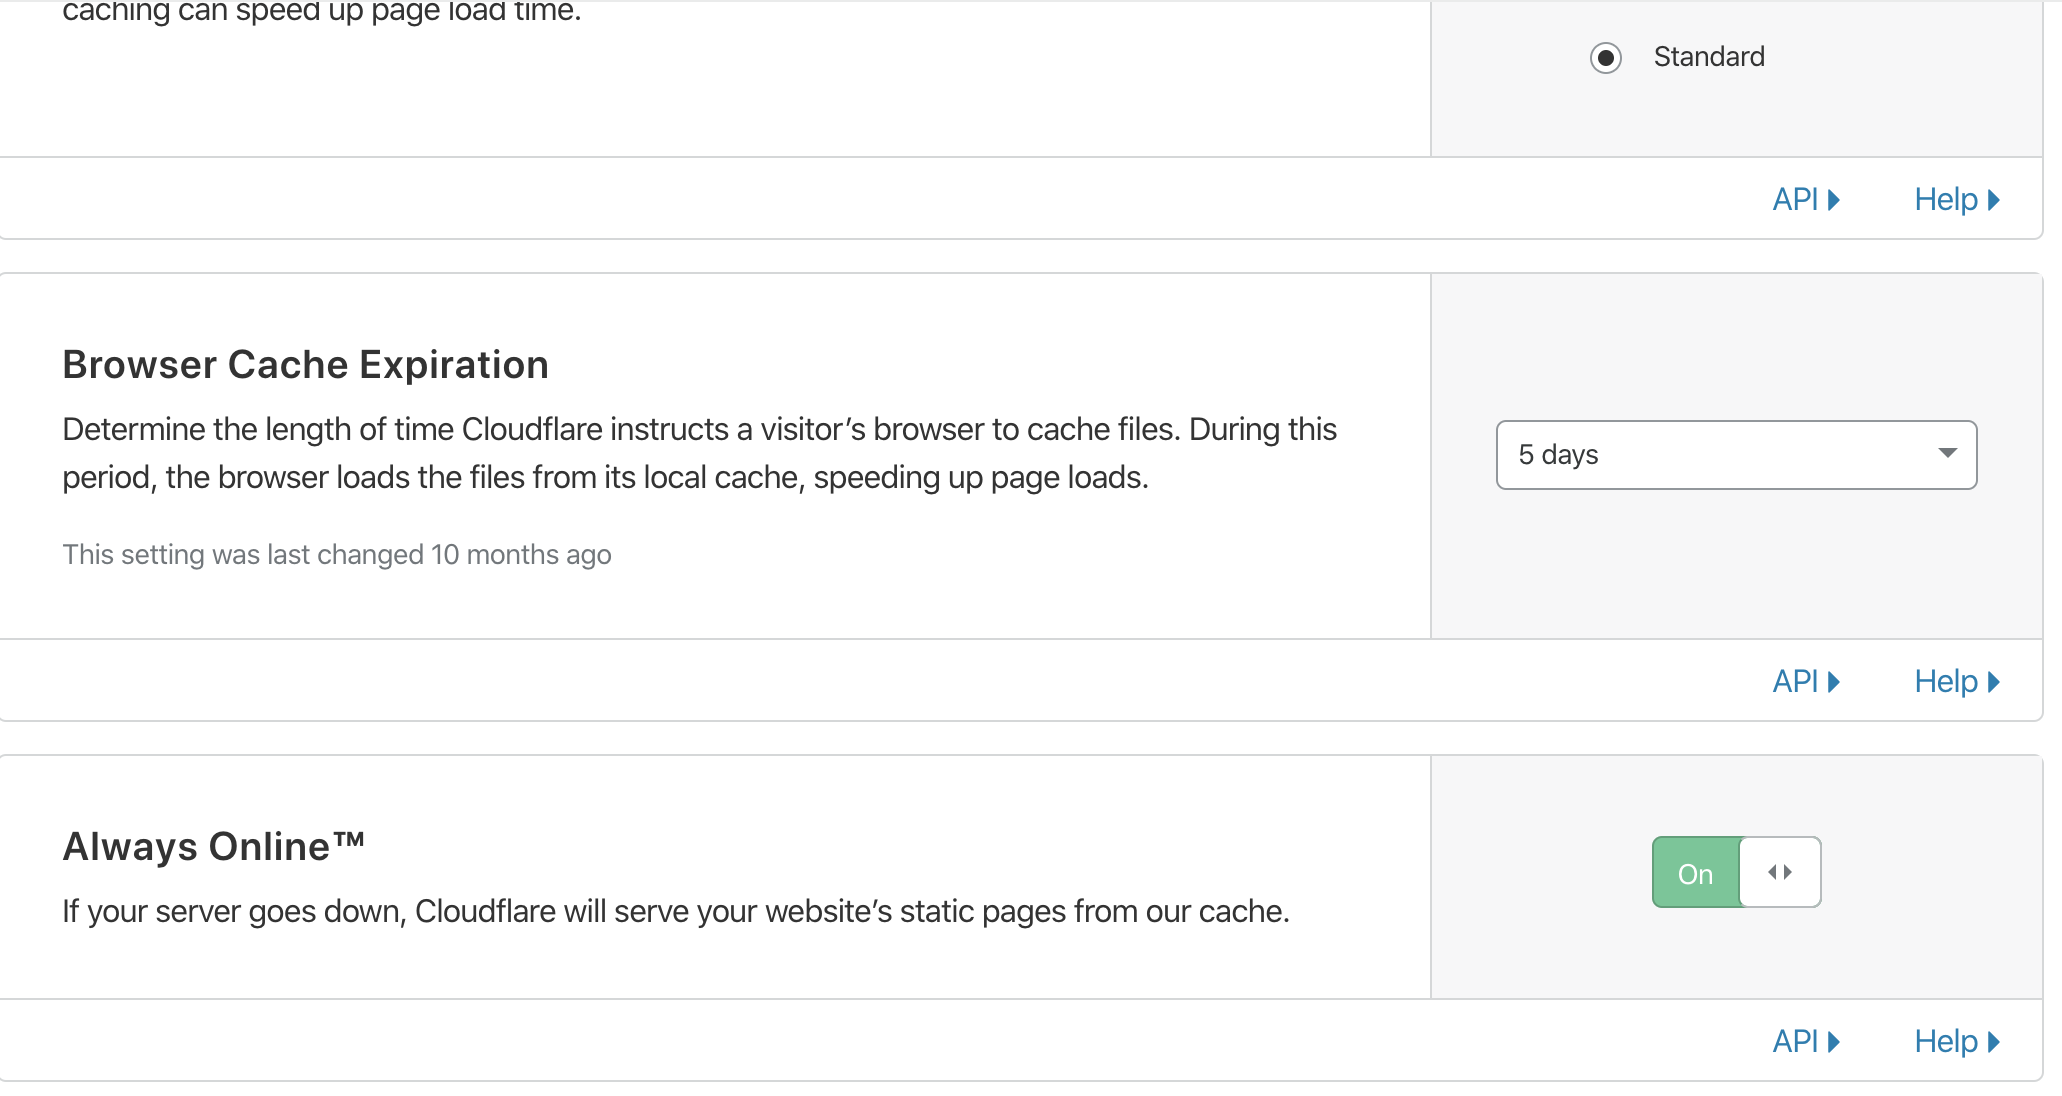 caching can speed up page load time.
Standard
API
Help
Browser Cache Expiration
Determine the length of time Cloudflare instructs a visitor’s browser to cache files. During this
period, the browser loads the files from its local cache, speeding up page loads.
This setting was last changed 10 months ago
5 days
API
Help
Always Online™
If your server goes down, Cloudflare will serve your website’s static pages from our cache.
On
API
Help